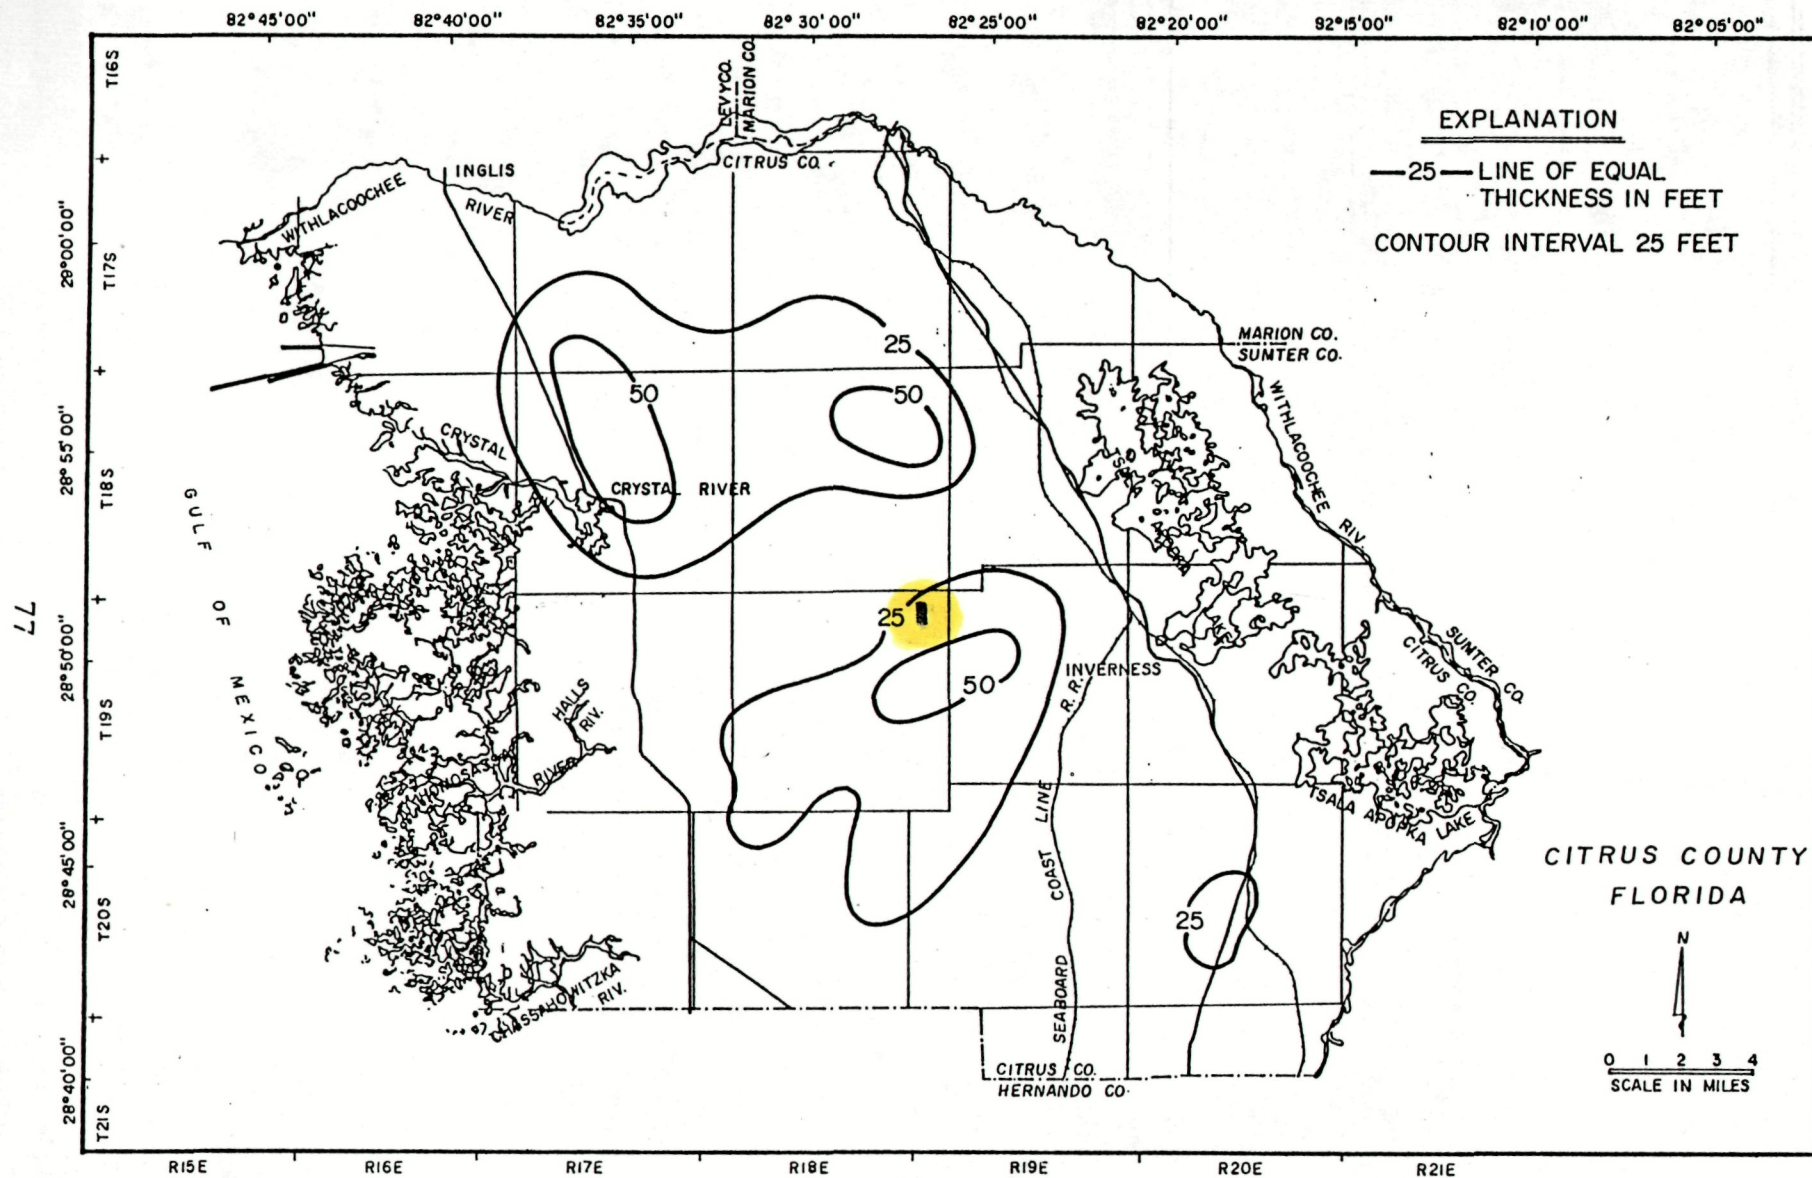 82°45'00" 82°40'00" 82°35'00" 82°30'00" 82°25'00" 82°20'00" 82°15'00" 82°10'00" 82°05'00"
T16S
LEVY CO.
MARION CO.
CITRUS CO.
EXPLANATION
—25— LINE OF EQUAL
THICKNESS IN FEET
CONTOUR INTERVAL 25 FEET
INGLIS
WITHLACOOCHEE
RIVER
29°00'00"
T17S
25
MARION CO.
SUMTER CO.
50
50
WITHLACOOCHEE RIV.
CRYSTAL
28°55'00"
T18S
CRYSTAL RIVER
TSALA
APOPKA
LAKE
GULF OF MEXICO
77
25
28°50'00"
SUMTER CO.
CITRUS CO.
INVERNESS
50
HALLS
RIV.
T19S
RIVER
TSALA APOPKA LAKE
SEABOARD COAST LINE R.R.
28°45'00"
CITRUS COUNTY
FLORIDA
T20S
25
N
CHASSAHOWITZKA
RIV.
28°40'00"
0 1 2 3 4
SCALE IN MILES
CITRUS CO.
HERNANDO CO.
T21S
R15E R16E R17E R18E R19E R20E R21E